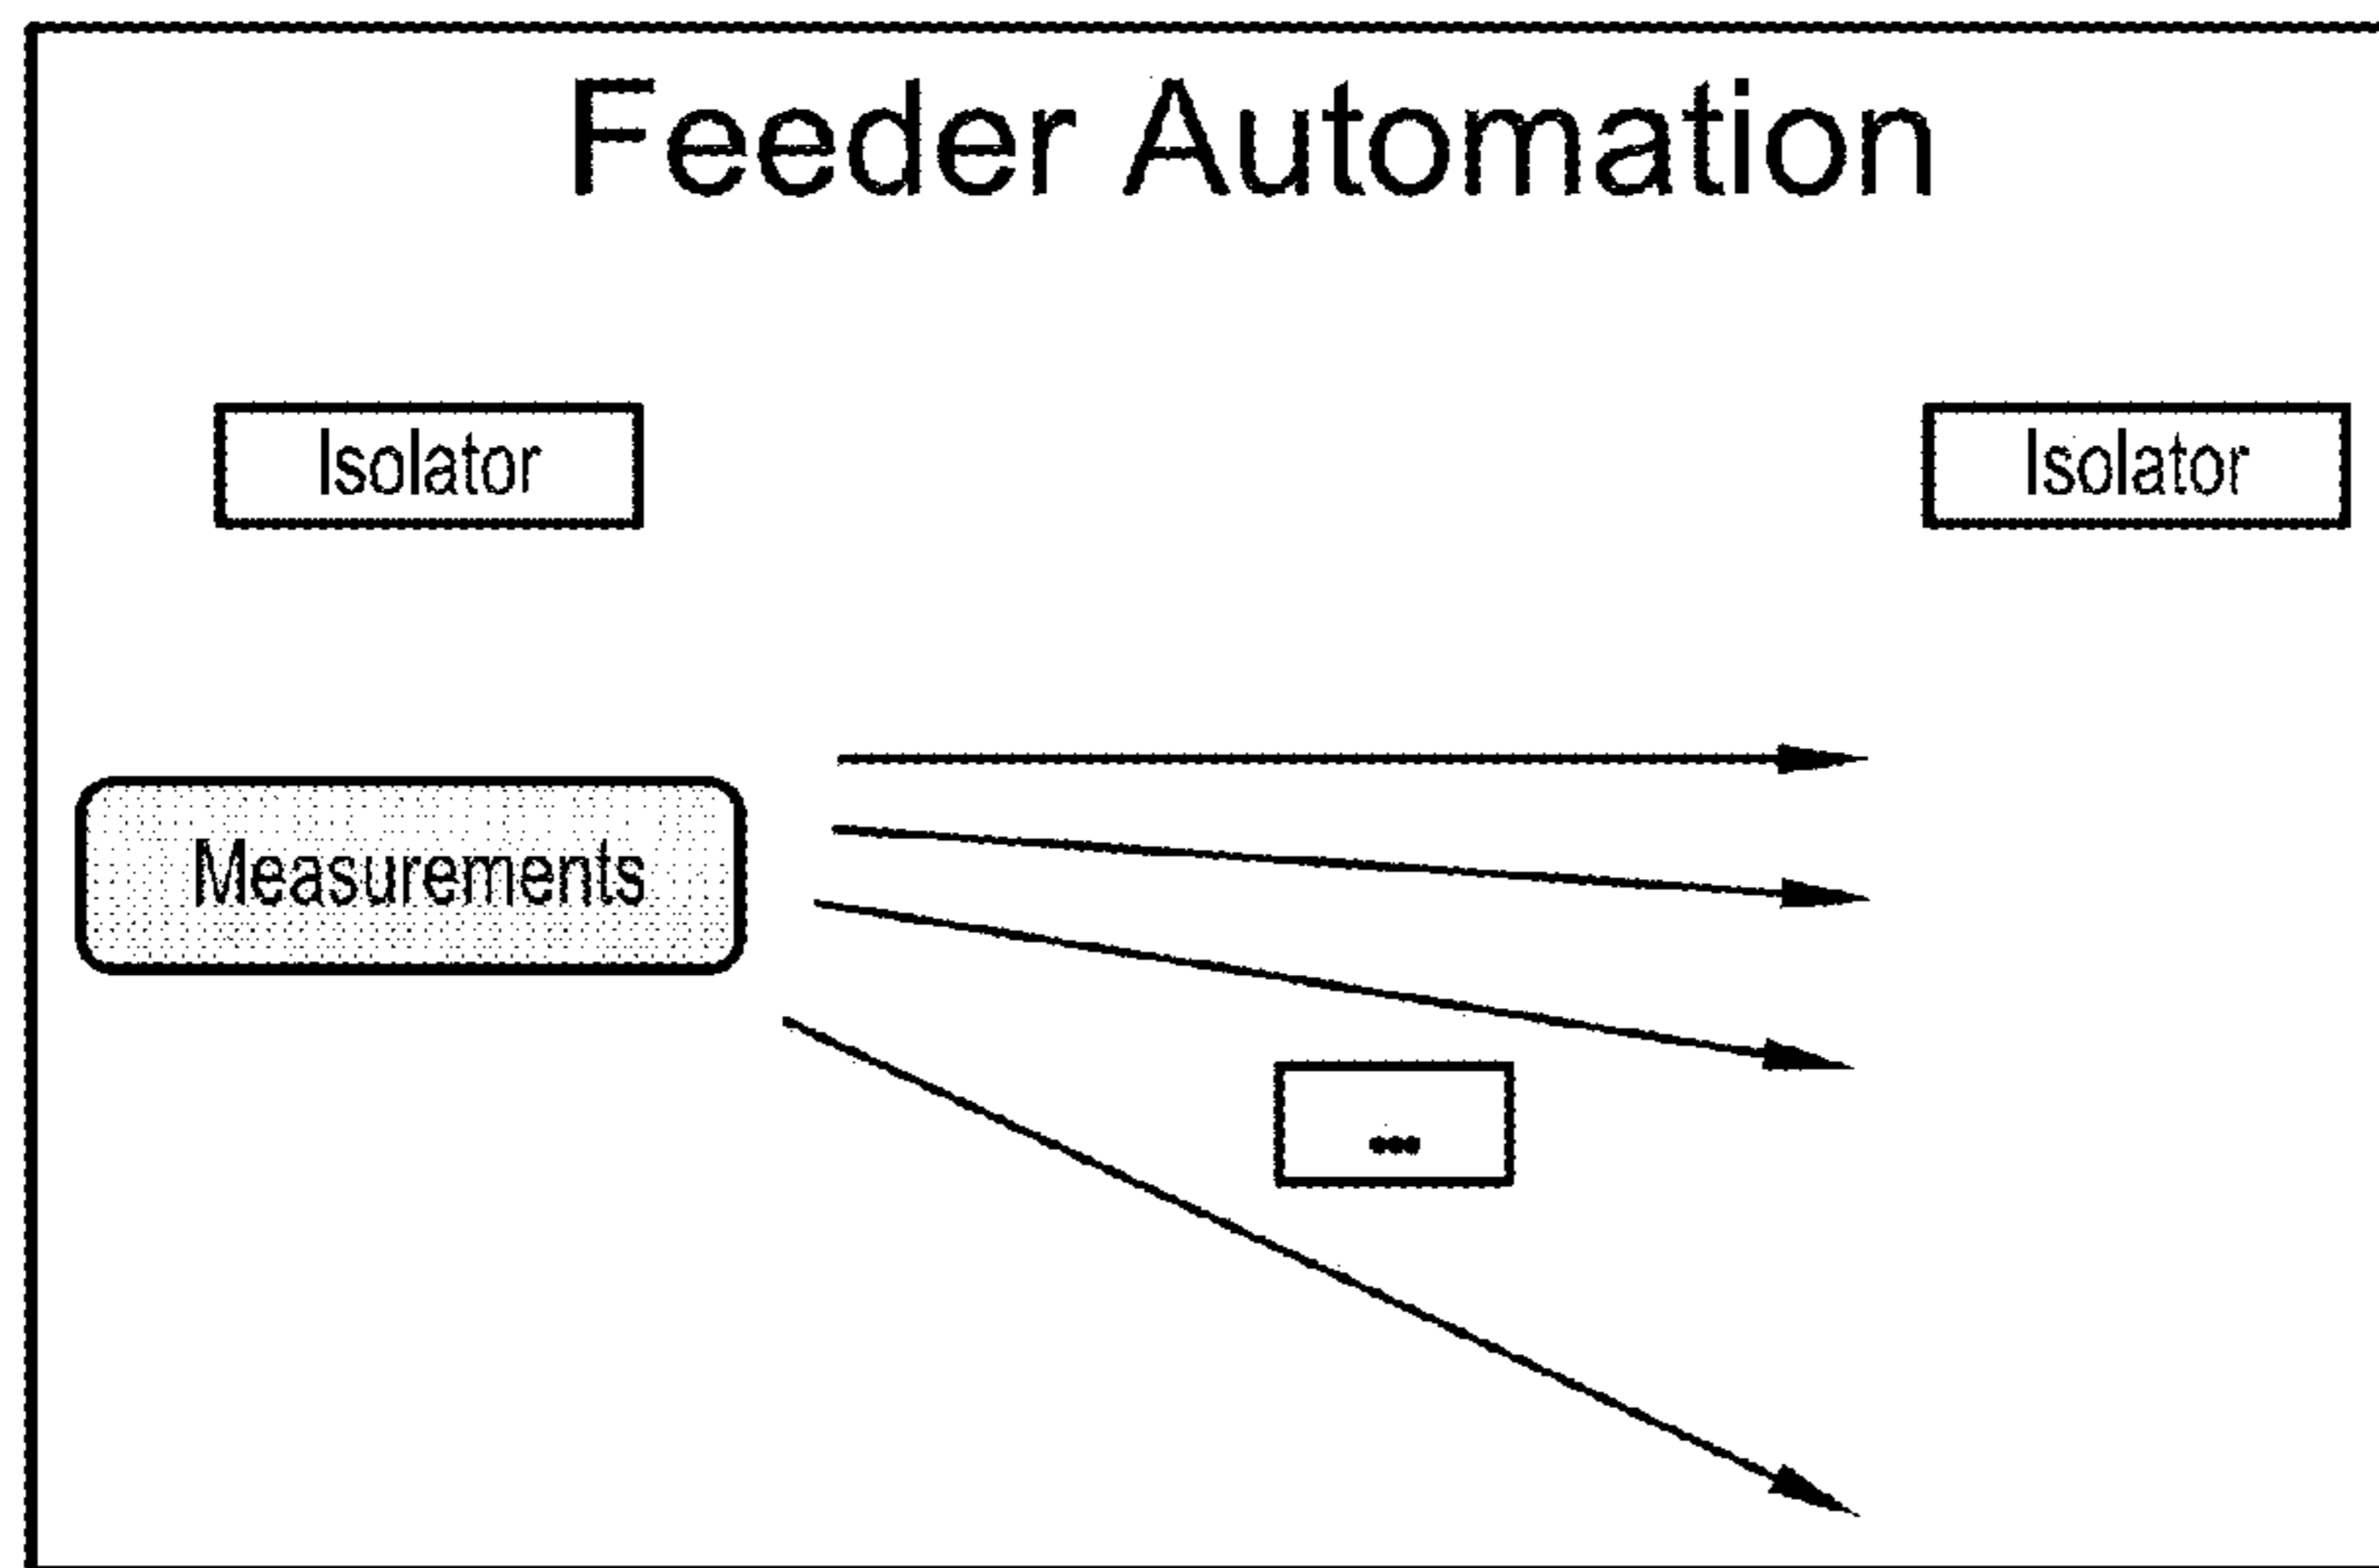 Feeder Automation
Isolator
Isolator
Measurements
...